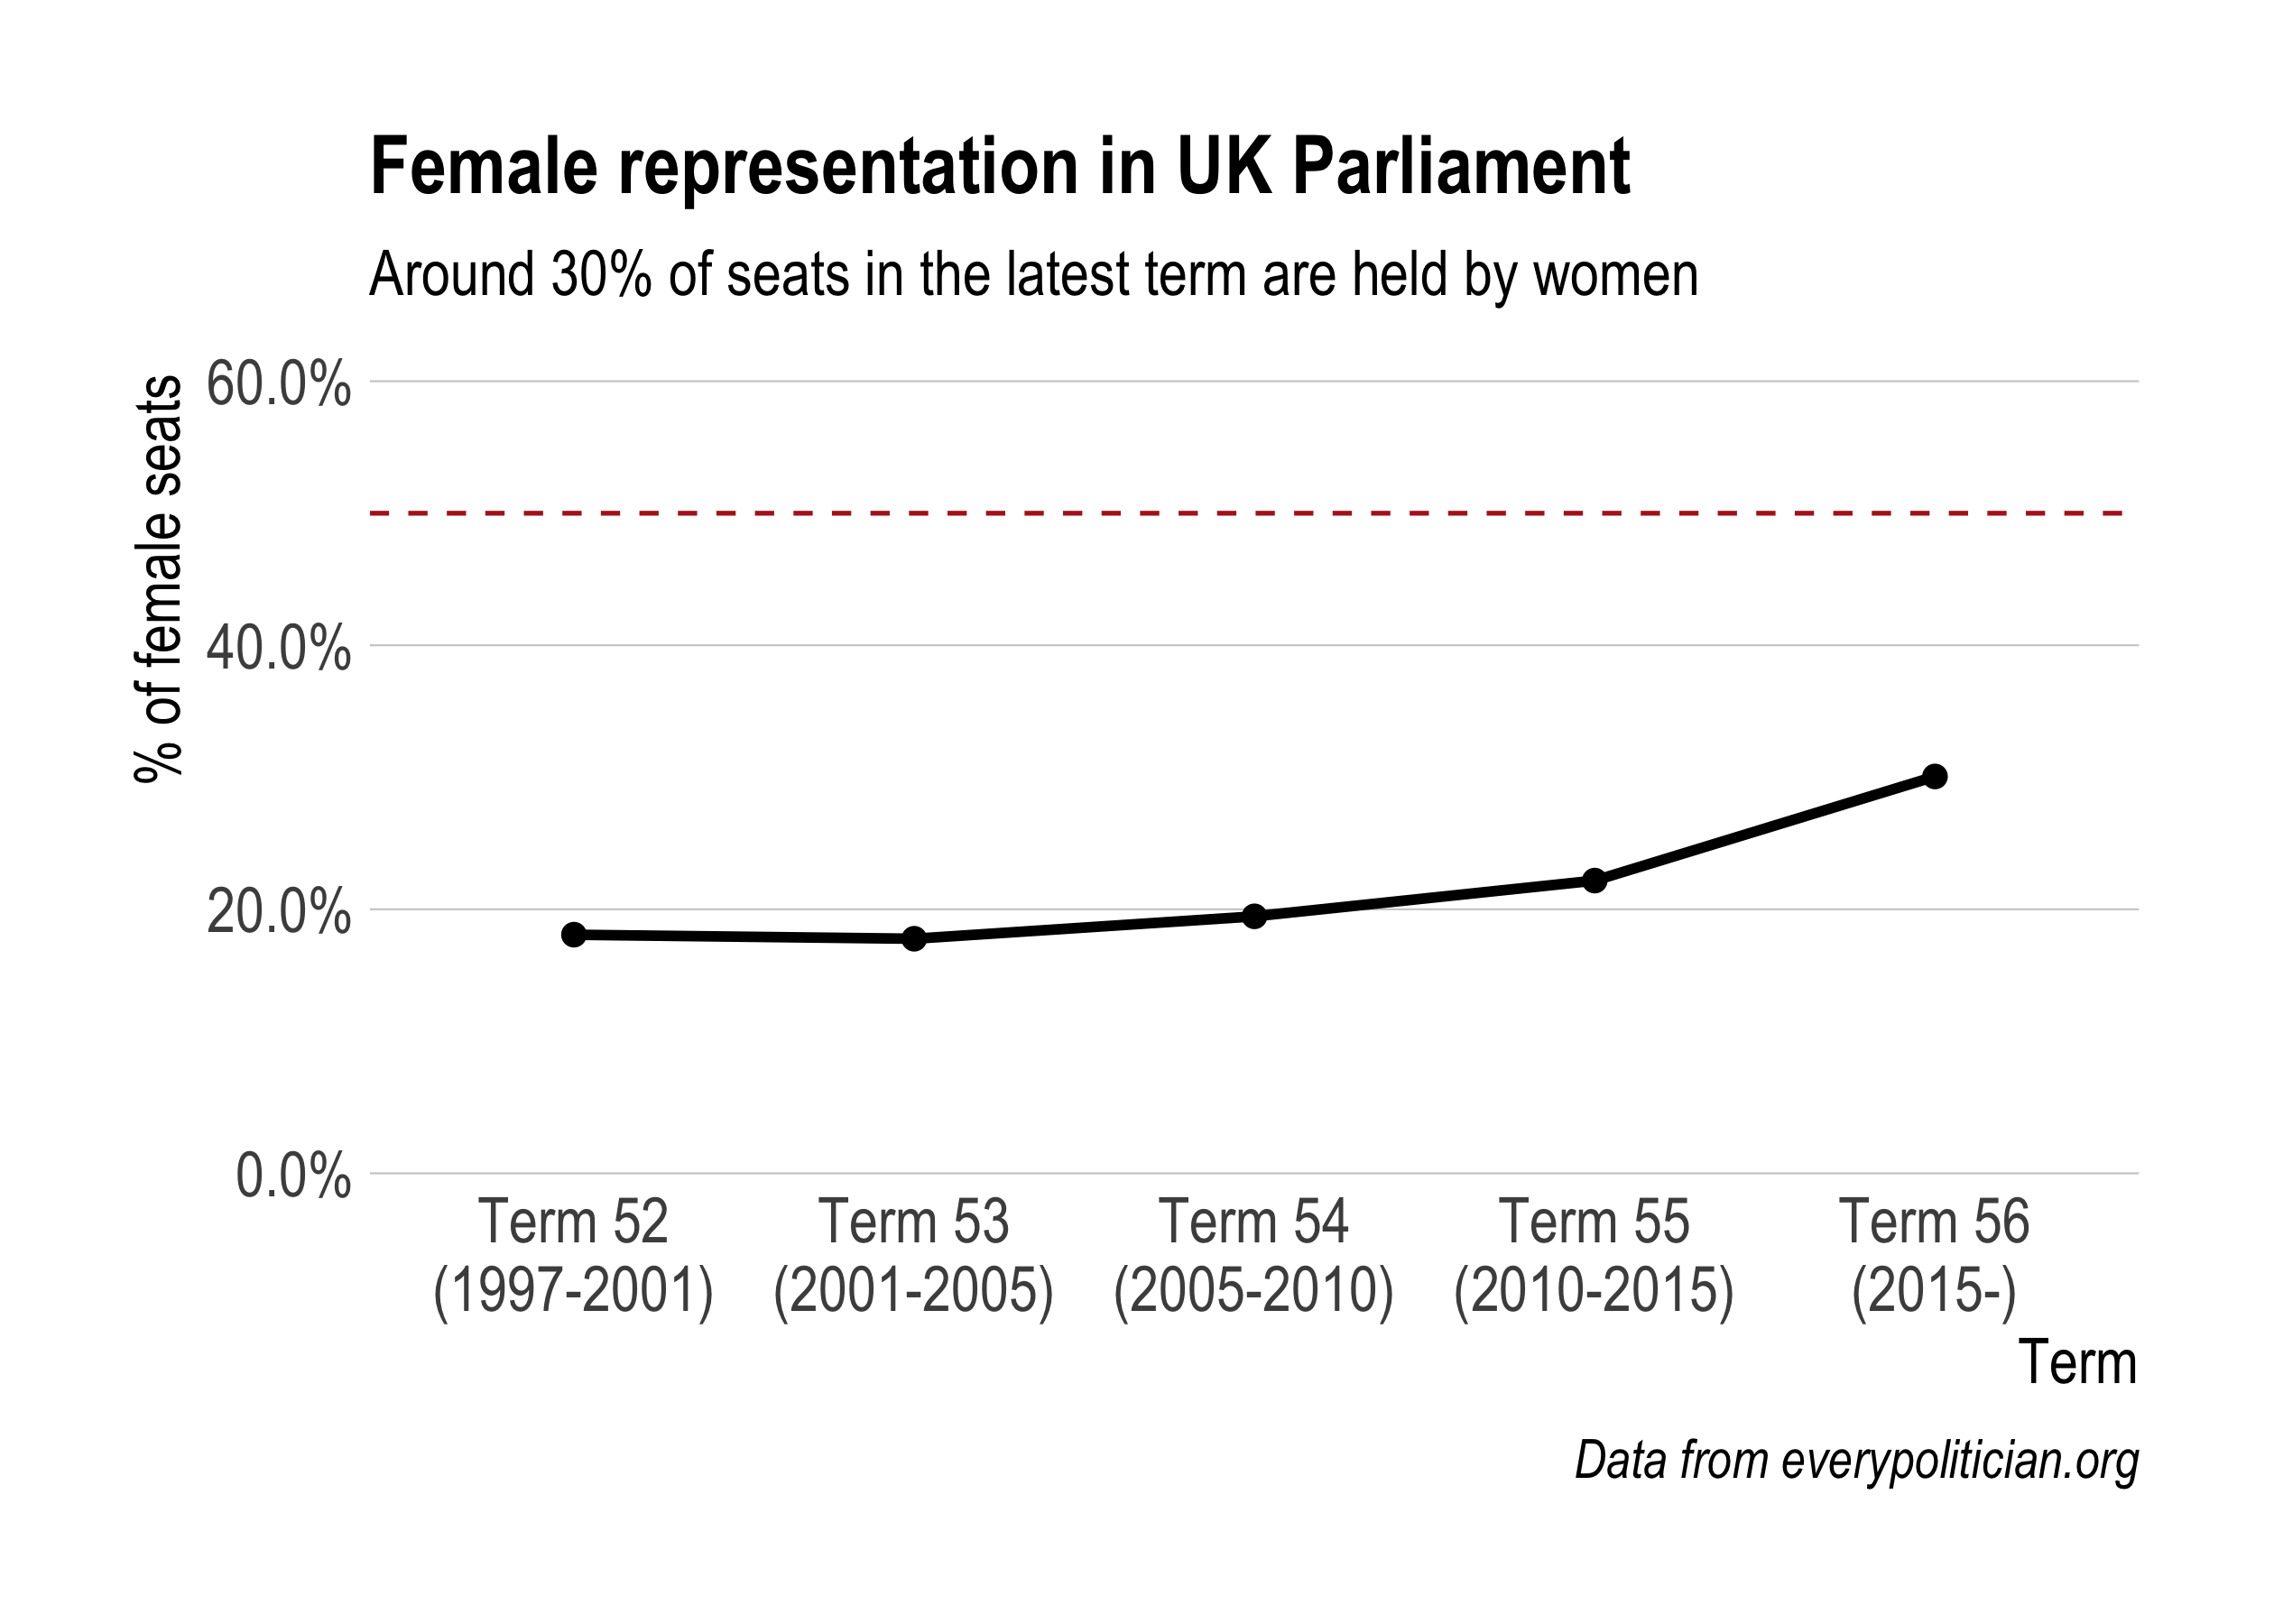 Female representation in UK Parliament
Around 30% of seats in the latest term are held by women
% of female seats
60.0%
40.0%
20.0%
0.0%
Term 52
(1997-2001)
Term 53
(2001-2005)
Term 54
(2005-2010)
Term 55
(2010-2015)
Term 56
(2015-)
Term
Data from everypolitician.org